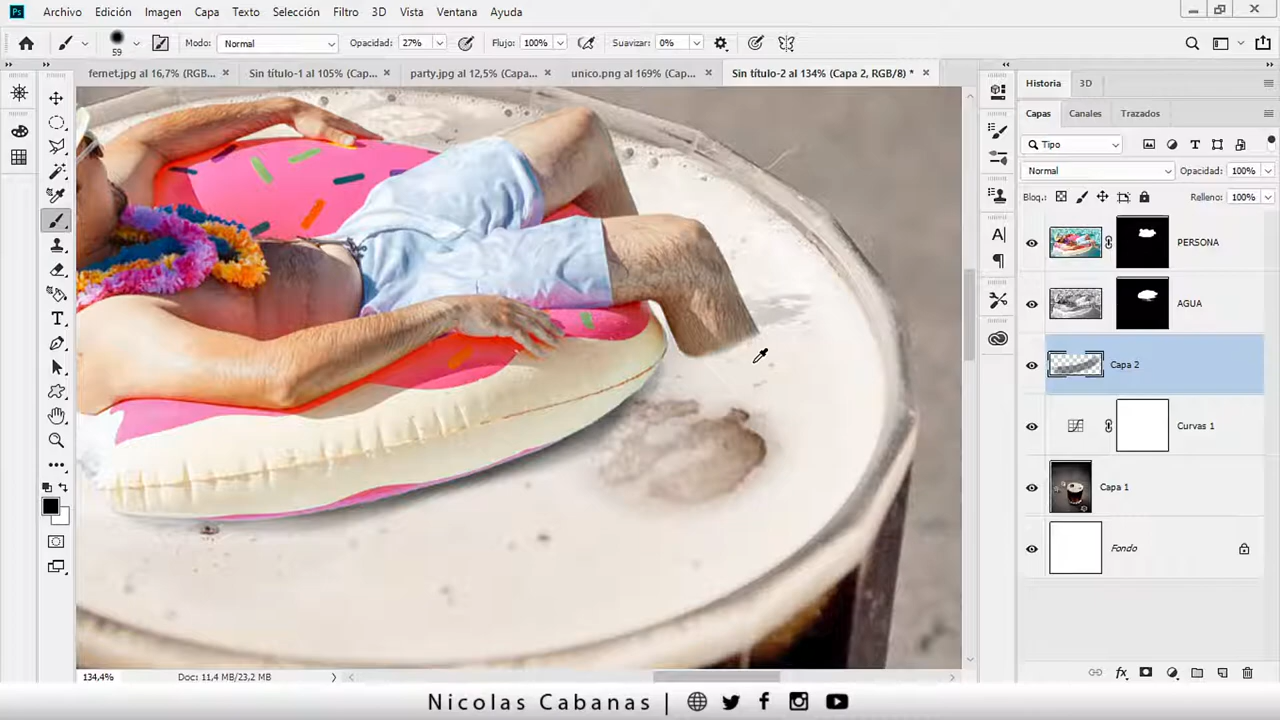 Ps Archivo Edición Imagen Capa Texto Selección Filtro 3D Vista Ventana Ayuda
59 Modo: Normal Opacidad: 27% Flujo: 100% Suavizar: 0%
fernet.jpg al 16,7% (RGB... × Sin título-1 al 105% (Cap... × party.jpg al 12,5% (Capa... × unico.png al 169% (Cap... × Sin título-2 al 134% (Capa 2, RGB/8) * ×
Historia 3D
Capas Canales Trazados
Tipo
Normal Opacidad: 100%
Bloq.: Relleno: 100%
PERSONA
AGUA
Capa 2
Curvas 1
Capa 1
Fondo
134,4% Doc: 11,4 MB/23,2 MB
Nicolas Cabanas |